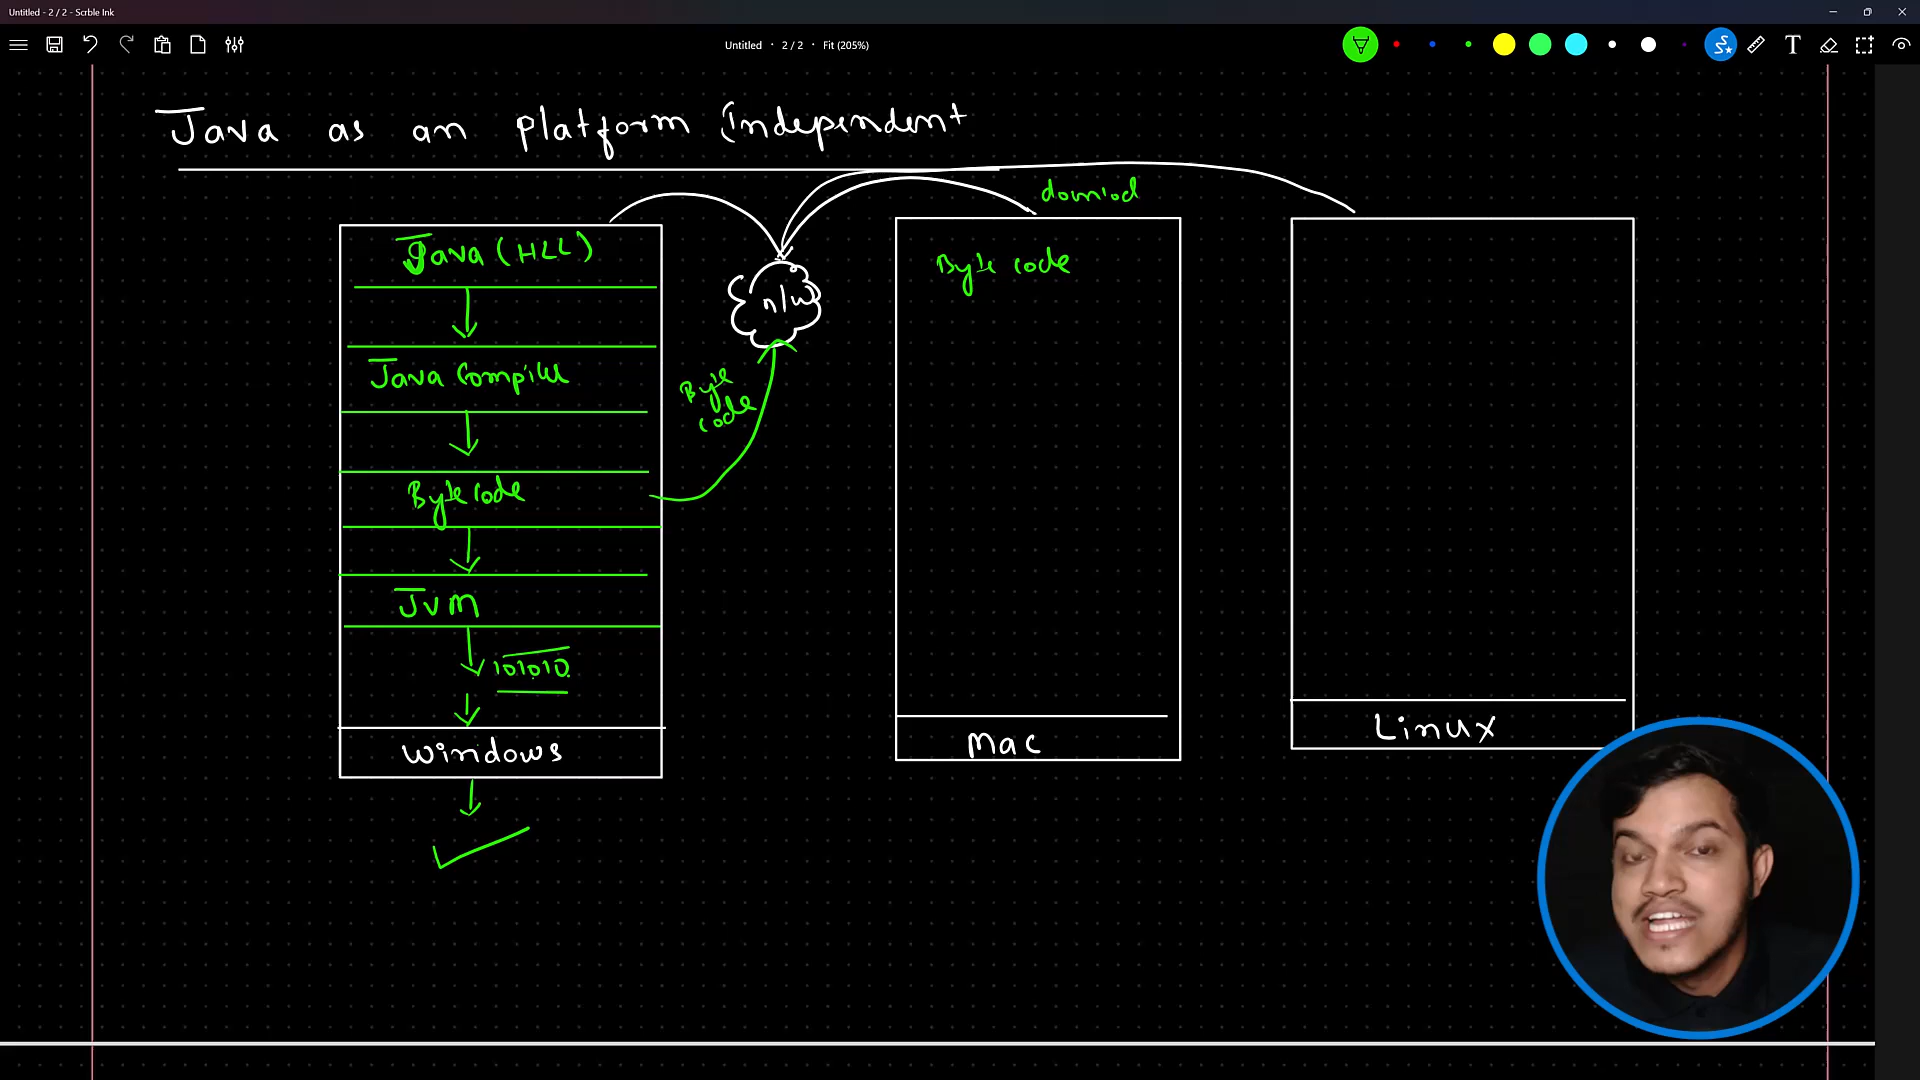 Untitled - 2 / 2 - Scrble Ink
Untitled • 2 / 2 • Fit (205%)
T
Java as an platform Independent
download
Java (HLL)
Byte code
n/w
Java Compiler
Byte
code
Byte code
JVM
101010
Linux
Mac
Windows